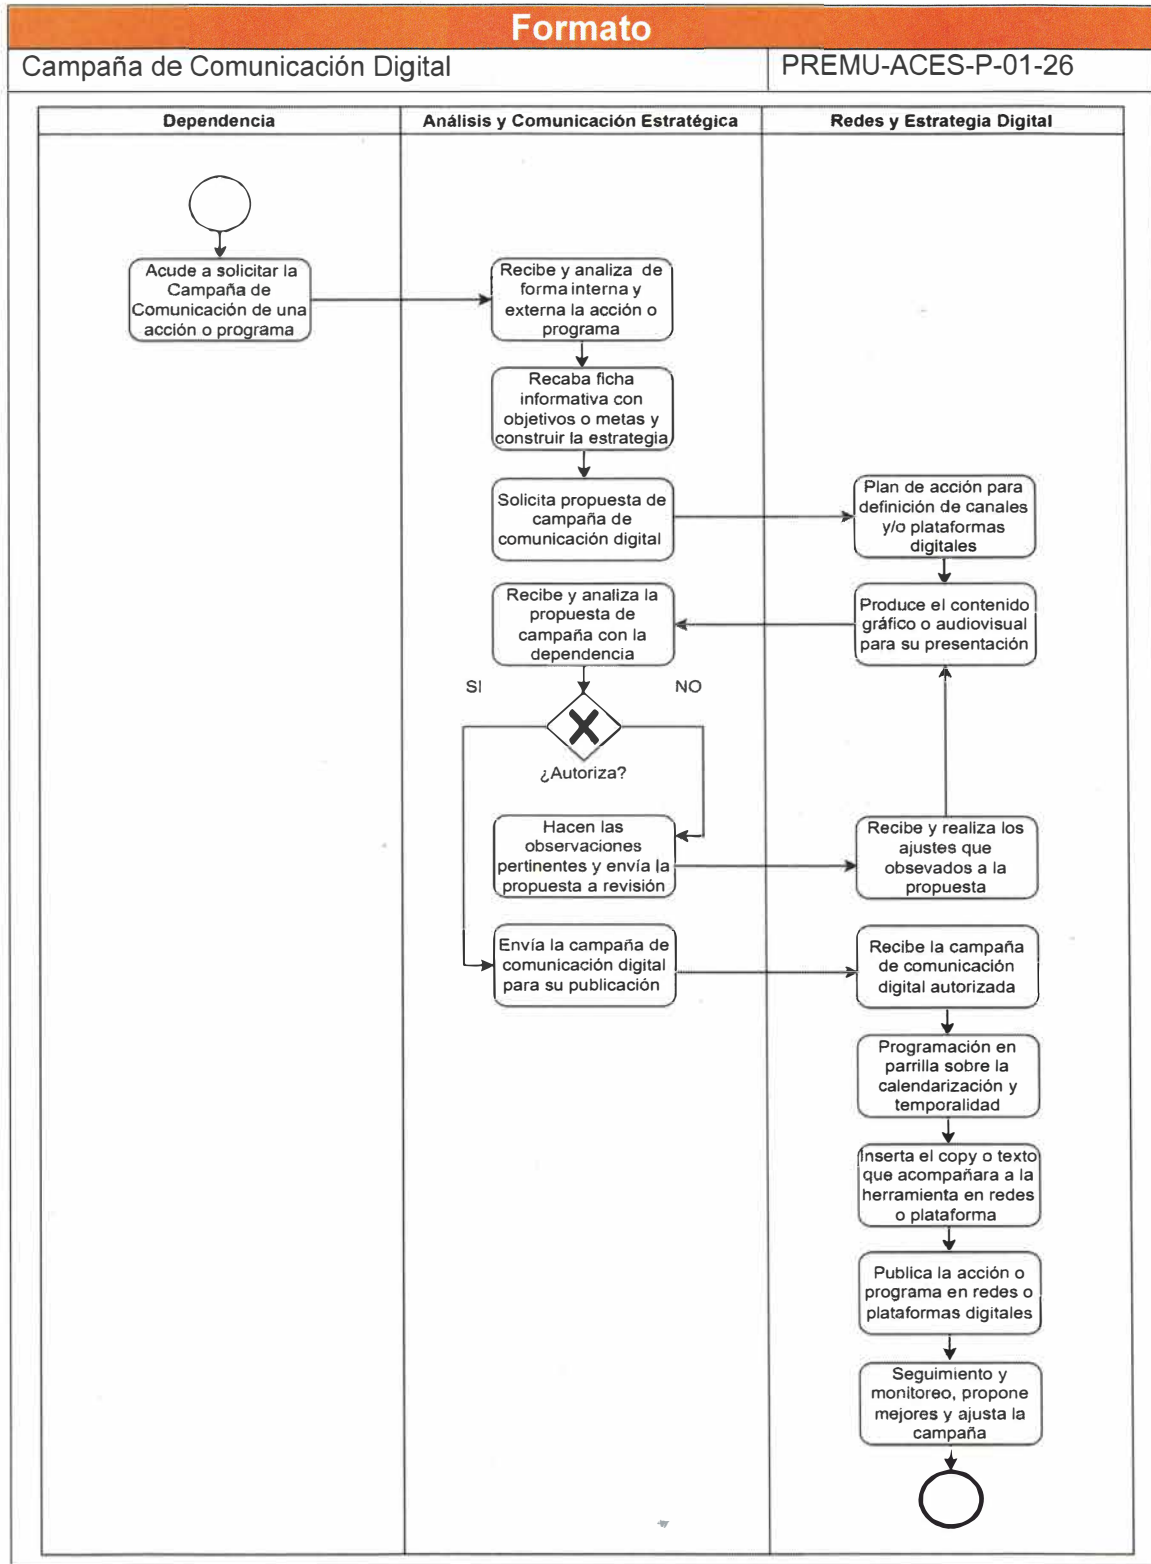 Formato
Campaña de Comunicación Digital
PREMU-ACES-P-01-26
Dependencia
Análisis y Comunicación Estratégica
Redes y Estrategia Digital
Acude a solicitar la
Campaña de
Comunicación de una
acción o programa
Recibe y analiza de
forma interna y
externa la acción o
programa
Recaba ficha
informativa con
objetivos o metas y
construir la estrategia
Solicita propuesta de
campaña de
comunicación digital
Plan de acción para
definición de canales
y/o plataformas
digitales
Produce el contenido
gráfico o audiovisual
para su presentación
Recibe y analiza la
propuesta de
campaña con la
dependencia
SI
NO
¿Autoriza?
Hacen las
observaciones
pertinentes y envía la
propuesta a revisión
Recibe y realiza los
ajustes que
obsevados a la
propuesta
Envía la campaña de
comunicación digital
para su publicación
Recibe la campaña
de comunicación
digital autorizada
Programación en
parrilla sobre la
calendarización y
temporalidad
Inserta el copy o texto
que acompañara a la
herramienta en redes
o plataforma
Publica la acción o
programa en redes o
plataformas digitales
Seguimiento y
monitoreo, propone
mejores y ajusta la
campaña